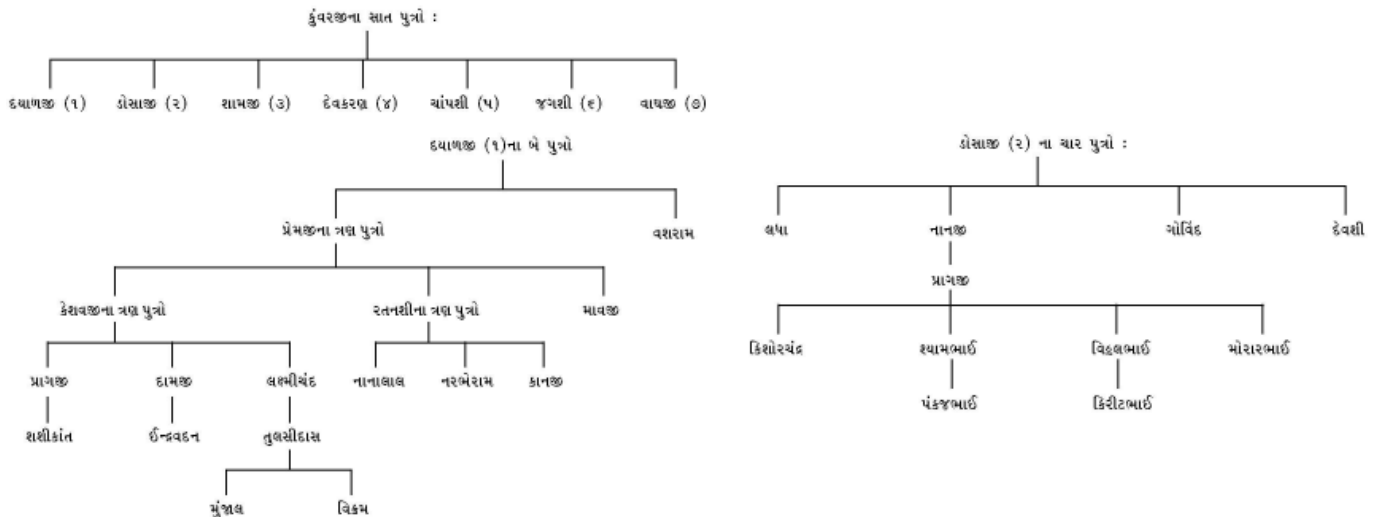 કુંવરજીના સાત પુત્રો :
દયાળજી (૧) ડોસાજી (૨) શામજી (૩) દેવકરણ (૪) ચાંપશી (૫) જગશી (૬) વાઘજી (૭)
દયાળજી (૧)ના બે પુત્રો
પ્રેમજીના ત્રણ પુત્રો વશરામ
કેશવજીના ત્રણ પુત્રો રતનશીના ત્રણ પુત્રો માવજી
પ્રાગજી દામજી લક્ષ્મીચંદ નાનાલાલ નરભેરામ કાનજી
શશીકાંત ઈન્દ્રવદન તુલસીદાસ
મુંજાલ વિક્રમ
ડોસાજી (૨) ના ચાર પુત્રો :
લધા નાનજી ગોવિંદ દેવશી
પ્રાગજી
કિશોરચંદ્ર શ્યામભાઈ વિઠ્ઠલભાઈ મોરારભાઈ
પંકજભાઈ કિરીટભાઈ